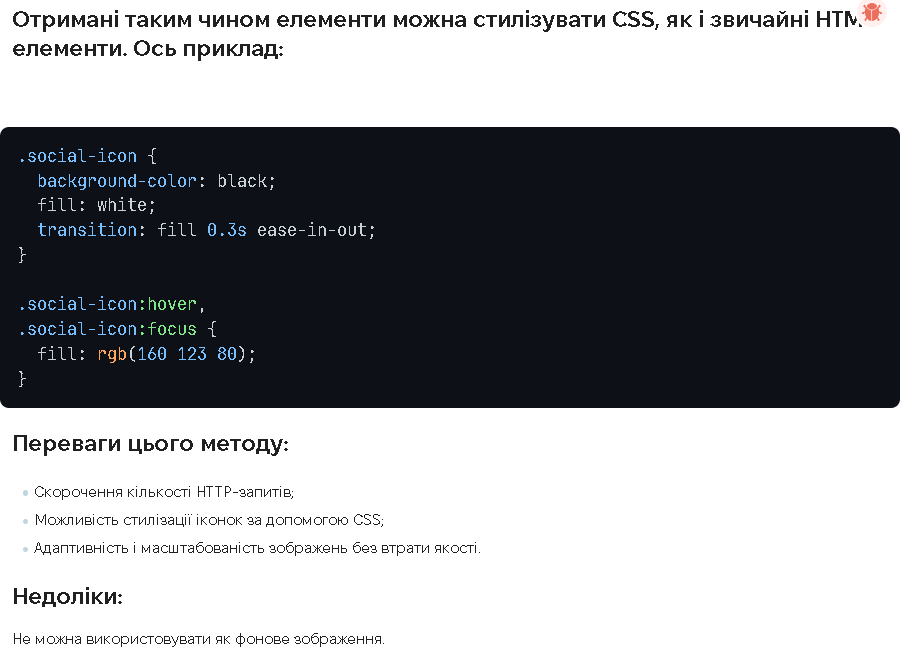 Отримані таким чином елементи можна стилізувати CSS, як і звичайні HTM
елементи. Ось приклад:
.social-icon {
  background-color: black;
  fill: white;
  transition: fill 0.3s ease-in-out;
}
.social-icon:hover,
.social-icon:focus {
  fill: rgb(160 123 80);
}
Переваги цього методу:
Скорочення кількості HTTP-запитів;
Можливість стилізації іконок за допомогою CSS;
Адаптивність і масштабованість зображень без втрати якості.
Недоліки:
Не можна використовувати як фонове зображення.